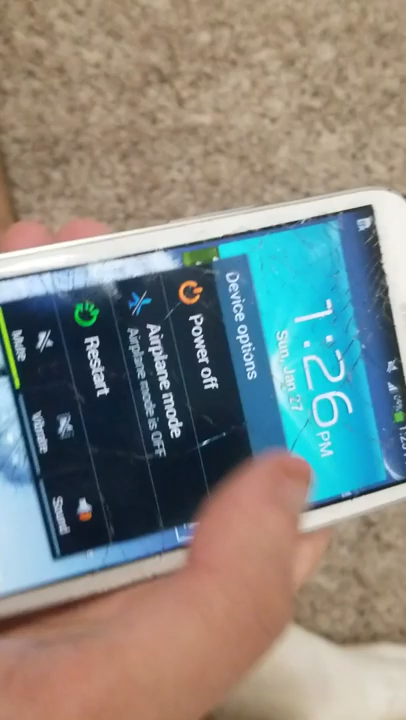 1:26 PM
Sun, Jan 27
Device options
Power off
Airplane mode
Airplane mode is OFF
Restart
Mute
Vibrate
Sound